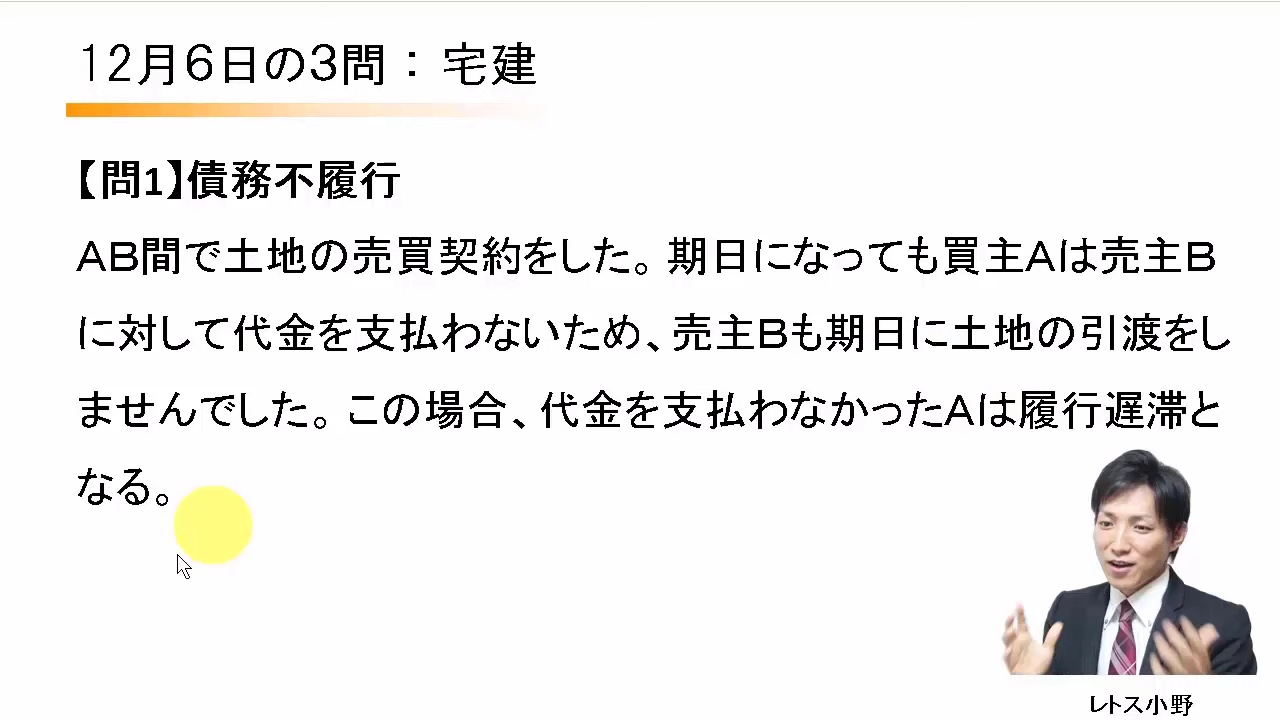 12月6日の3問：宅建
【問1】債務不履行
ＡＢ間で土地の売買契約をした。期日になっても買主Ａは売主Ｂ
に対して代金を支払わないため、売主Ｂも期日に土地の引渡をし
ませんでした。この場合、代金を支払わなかったＡは履行遅滞と
なる。
レトス小野